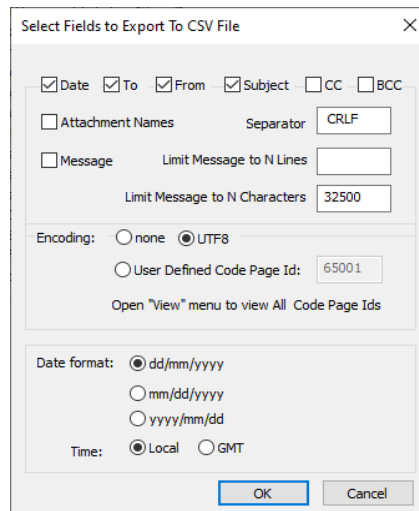 Select Fields to Export To CSV File
Date To From Subject CC BCC
Attachment Names Separator CRLF
Message Limit Message to N Lines
Limit Message to N Characters 32500
Encoding: none UTF8
User Defined Code Page Id: 65001
Open "View" menu to view All Code Page Ids
Date format: dd/mm/yyyy
mm/dd/yyyy
yyyy/mm/dd
Time: Local GMT
OK Cancel